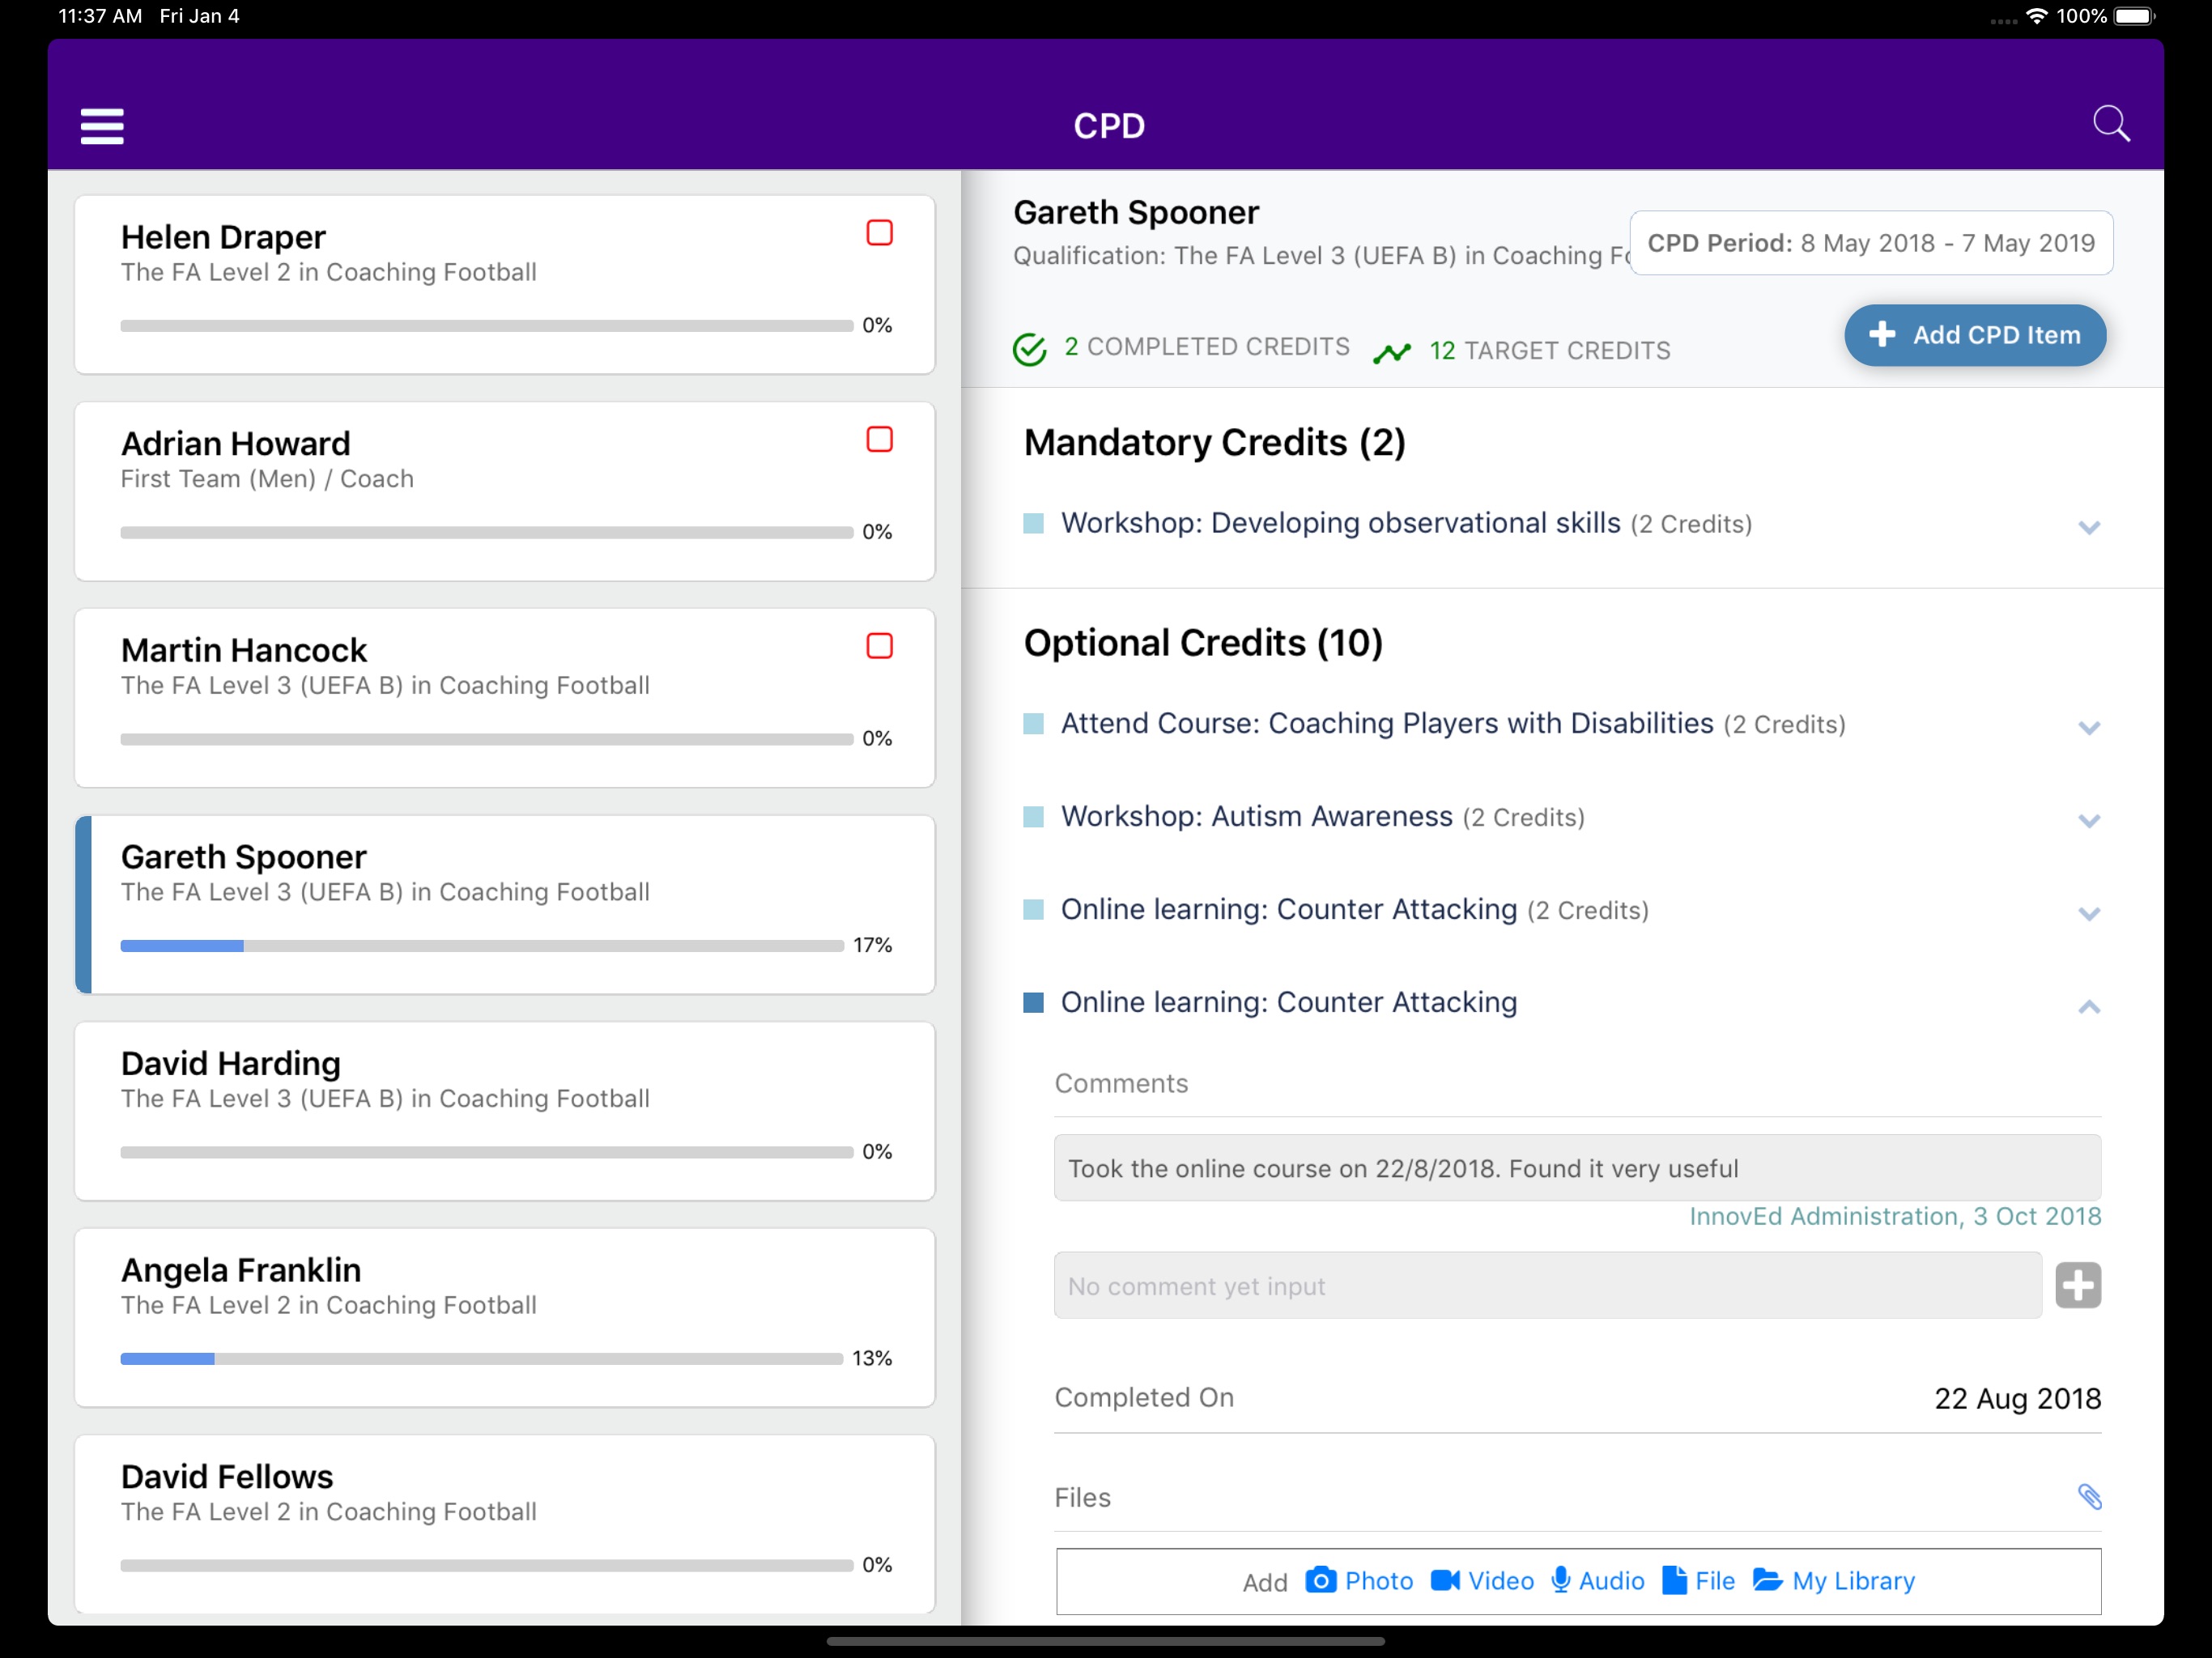 11:37 AM Fri Jan 4
100%
CPD
Helen Draper
The FA Level 2 in Coaching Football
0%
Adrian Howard
First Team (Men) / Coach
0%
Martin Hancock
The FA Level 3 (UEFA B) in Coaching Football
0%
Gareth Spooner
The FA Level 3 (UEFA B) in Coaching Football
17%
David Harding
The FA Level 3 (UEFA B) in Coaching Football
0%
Angela Franklin
The FA Level 2 in Coaching Football
13%
David Fellows
The FA Level 2 in Coaching Football
0%
Gareth Spooner
Qualification: The FA Level 3 (UEFA B) in Coaching Fo
CPD Period: 8 May 2018 - 7 May 2019
2 COMPLETED CREDITS 12 TARGET CREDITS
Add CPD Item
Mandatory Credits (2)
Workshop: Developing observational skills (2 Credits)
Optional Credits (10)
Attend Course: Coaching Players with Disabilities (2 Credits)
Workshop: Autism Awareness (2 Credits)
Online learning: Counter Attacking (2 Credits)
Online learning: Counter Attacking
Comments
Took the online course on 22/8/2018. Found it very useful
InnovEd Administration, 3 Oct 2018
No comment yet input
Completed On 22 Aug 2018
Files
Add Photo Video Audio File My Library